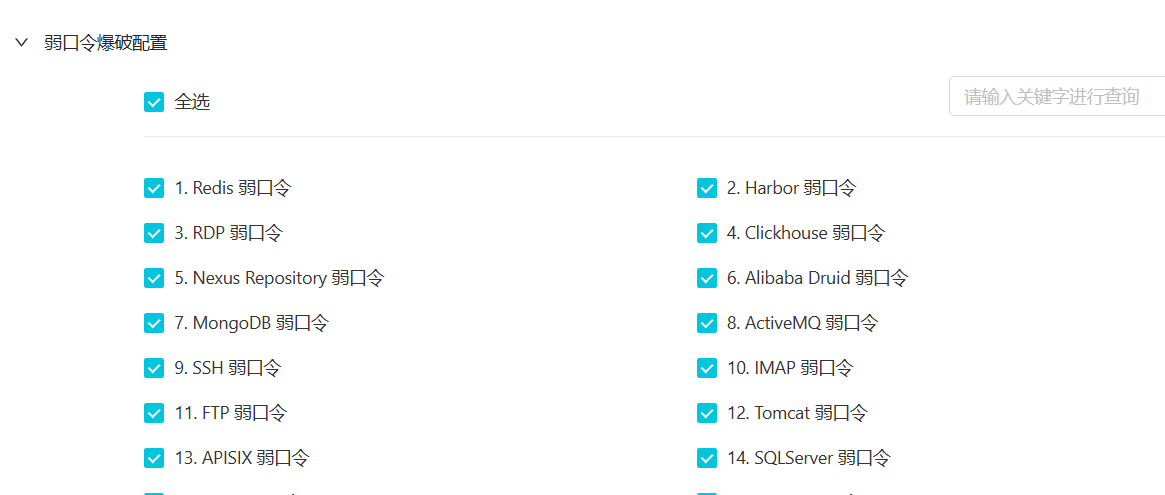 弱口令爆破配置
全选
请输入关键字进行查询
1. Redis 弱口令
2. Harbor 弱口令
3. RDP 弱口令
4. Clickhouse 弱口令
5. Nexus Repository 弱口令
6. Alibaba Druid 弱口令
7. MongoDB 弱口令
8. ActiveMQ 弱口令
9. SSH 弱口令
10. IMAP 弱口令
11. FTP 弱口令
12. Tomcat 弱口令
13. APISIX 弱口令
14. SQLServer 弱口令